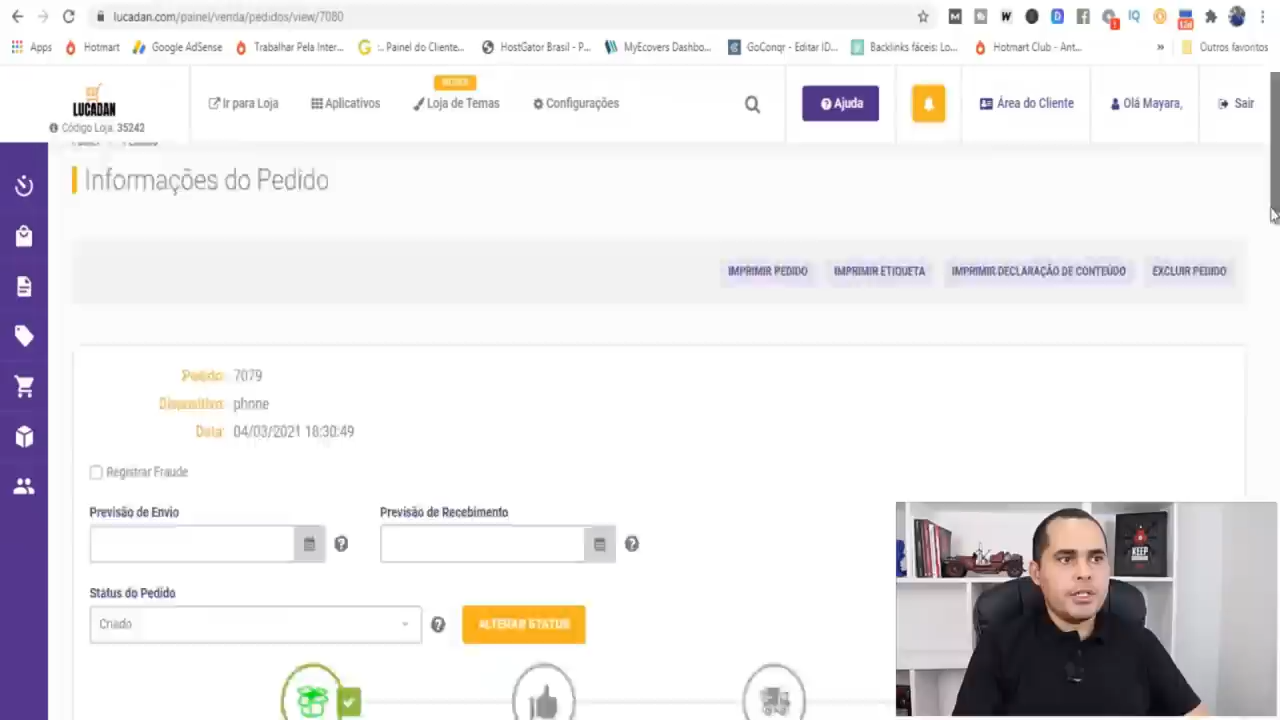 lucadan.com/painel/venda/pedidos/view/7080
Apps Hotmart Google AdSense Trabalhar Pela Inter... :.. Painel do Cliente... HostGator Brasil - P... MyEcovers Dashbo... GoConqr - Editar ID... Backlinks fáceis: Lo... Hotmart Club - Ant... » Outros favoritos
LUCADAN
Código Loja: 35242
Ir para Loja Aplicativos Loja de Temas Configurações Ajuda Área do Cliente Olá Mayara, Sair
Informações do Pedido
IMPRIMIR PEDIDO IMPRIMIR ETIQUETA IMPRIMIR DECLARAÇÃO DE CONTEÚDO EXCLUIR PEDIDO
Pedido: 7079
Dispositivo: phone
Data: 04/03/2021 18:30:49
Registrar Fraude
Previsão de Envio Previsão de Recebimento
Status do Pedido
Criado ALTERAR STATUS
KEEP